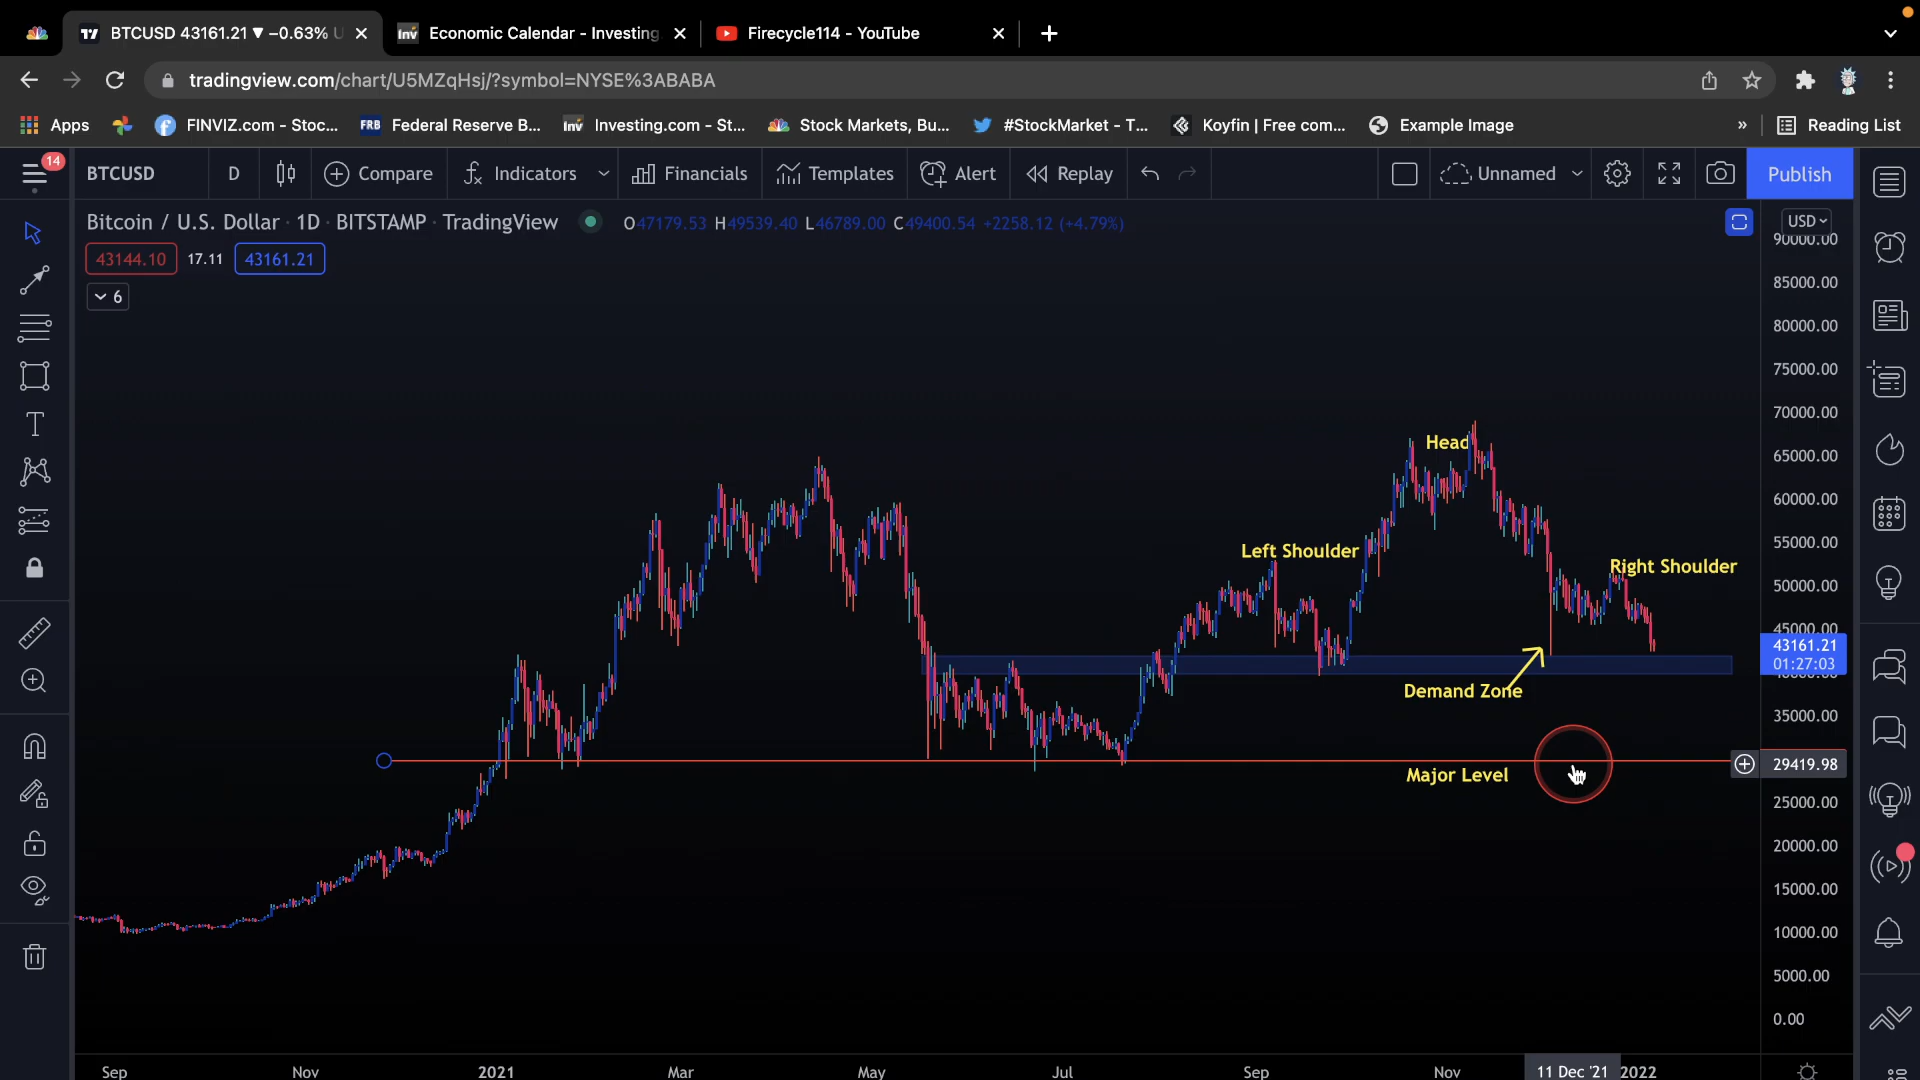 BTCUSD 43161.21 ▼ −0.63% U
Economic Calendar - Investing
Firecycle114 - YouTube
tradingview.com/chart/U5MZqHsj/?symbol=NYSE%3ABABA
Apps
FINVIZ.com - Stoc...
FRB Federal Reserve B...
Inv Investing.com - St...
Stock Markets, Bu...
#StockMarket - T...
Koyfin | Free com...
Example Image
»
Reading List
14
BTCUSD
D
Compare
Indicators
Financials
Templates
Alert
Replay
Unnamed
Publish
Bitcoin / U.S. Dollar · 1D · BITSTAMP · TradingView
O47179.53 H49539.40 L46789.00 C49400.54 +2258.12 (+4.79%)
USD
43144.10 17.11 43161.21
6
90000.00
85000.00
80000.00
75000.00
70000.00
65000.00
60000.00
55000.00
50000.00
45000.00
43161.21
01:27:03
40000.00
35000.00
29419.98
25000.00
20000.00
15000.00
10000.00
5000.00
0.00
Head
Left Shoulder
Right Shoulder
Demand Zone
Major Level
Sep Nov 2021 Mar May Jul Sep Nov 11 Dec '21 2022